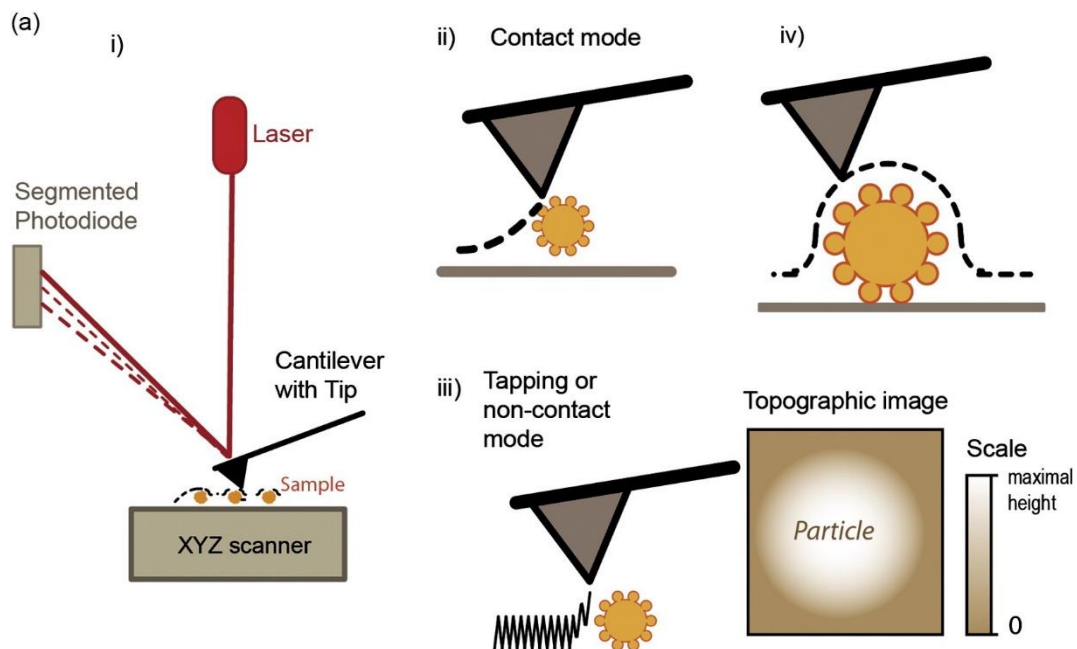 (a)
i)
Laser
Segmented
Photodiode
Cantilever
with Tip
Sample
XYZ scanner
ii) Contact mode
iii) Tapping or
non-contact
mode
iv)
Topographic image
Particle
Scale
maximal
height
0